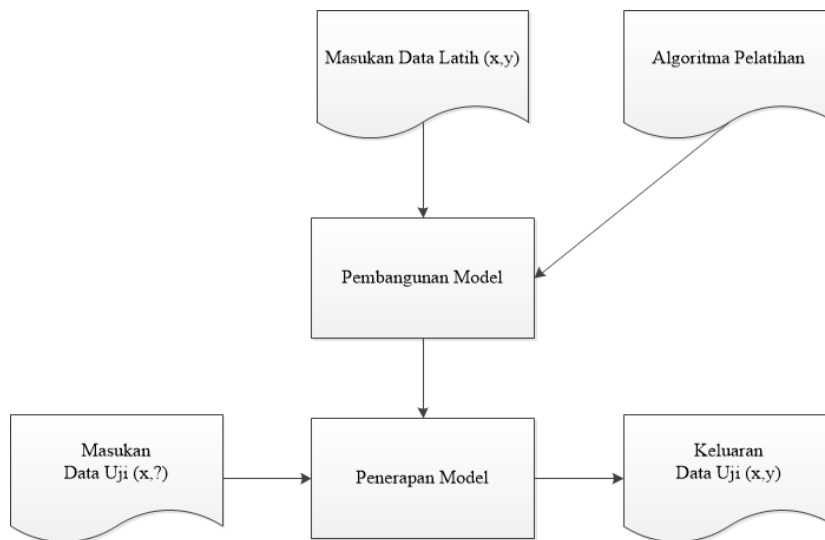 Masukan Data Latih (x,y)
Algoritma Pelatihan
Pembangunan Model
Masukan
Data Uji (x,?)
Penerapan Model
Keluaran
Data Uji (x,y)